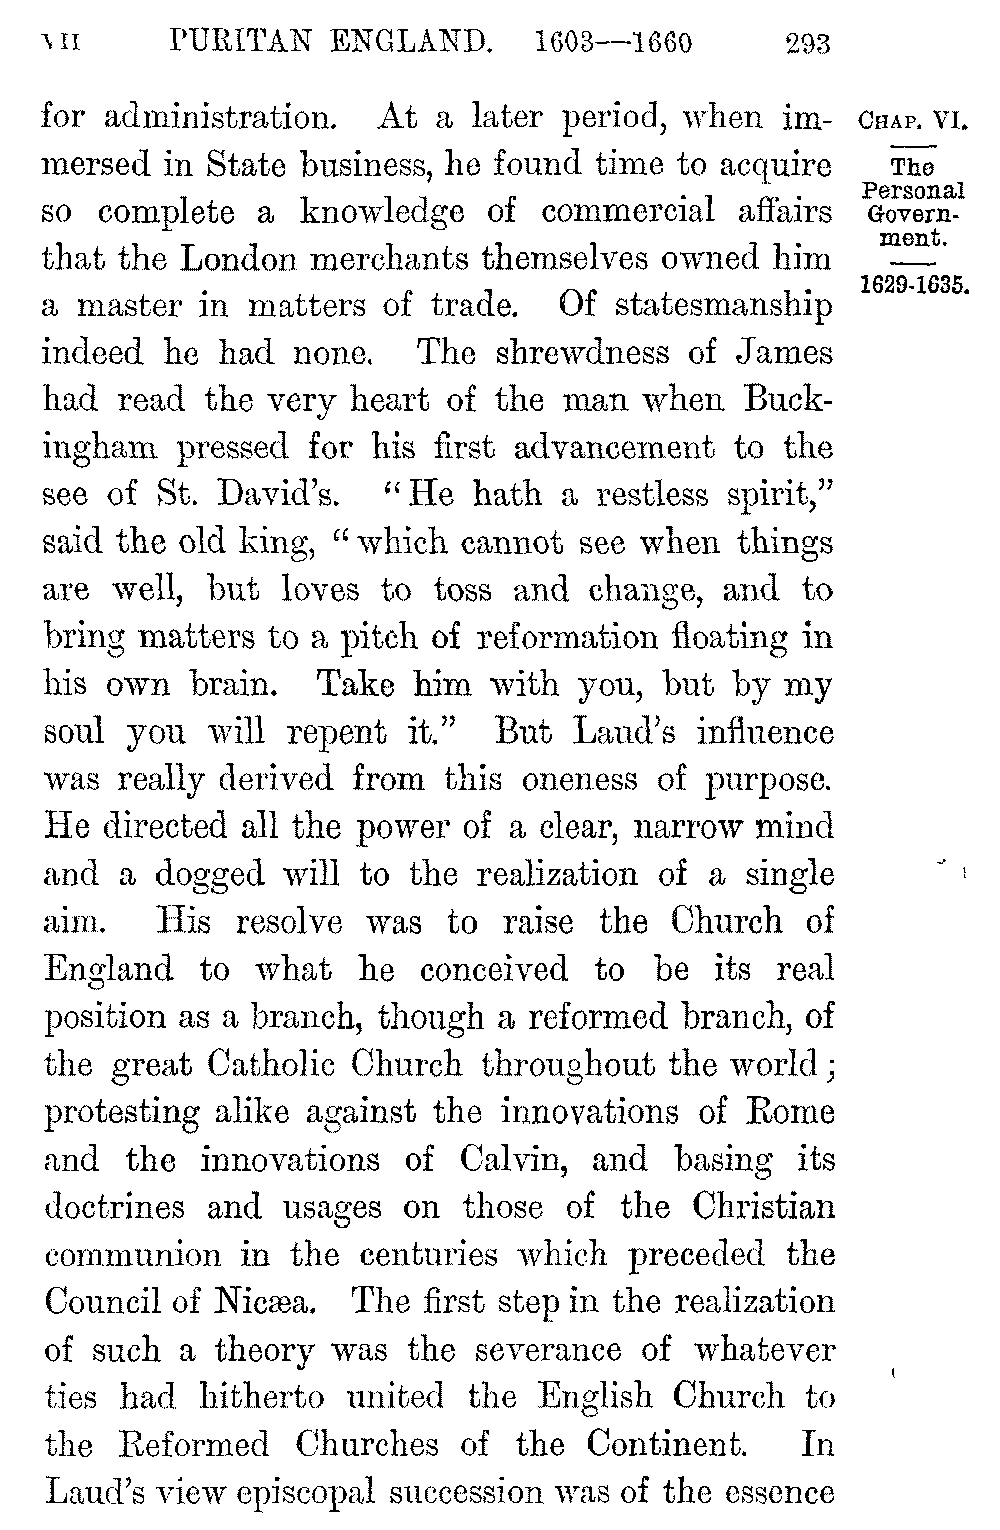 VII PURITAN ENGLAND. 1603—1660 293
for administration. At a later period, when im-
mersed in State business, he found time to acquire
so complete a knowledge of commercial affairs
that the London merchants themselves owned him
a master in matters of trade. Of statesmanship
indeed he had none. The shrewdness of James
had read the very heart of the man when Buck-
ingham pressed for his first advancement to the
see of St. David's. “He hath a restless spirit,”
said the old king, “which cannot see when things
are well, but loves to toss and change, and to
bring matters to a pitch of reformation floating in
his own brain. Take him with you, but by my
soul you will repent it.” But Laud's influence
was really derived from this oneness of purpose.
He directed all the power of a clear, narrow mind
and a dogged will to the realization of a single
aim. His resolve was to raise the Church of
England to what he conceived to be its real
position as a branch, though a reformed branch, of
the great Catholic Church throughout the world;
protesting alike against the innovations of Rome
and the innovations of Calvin, and basing its
doctrines and usages on those of the Christian
communion in the centuries which preceded the
Council of Nicæa. The first step in the realization
of such a theory was the severance of whatever
ties had hitherto united the English Church to
the Reformed Churches of the Continent. In
Laud's view episcopal succession was of the essence
CHAP. VI.
The
Personal
Govern-
ment.
1629-1635.